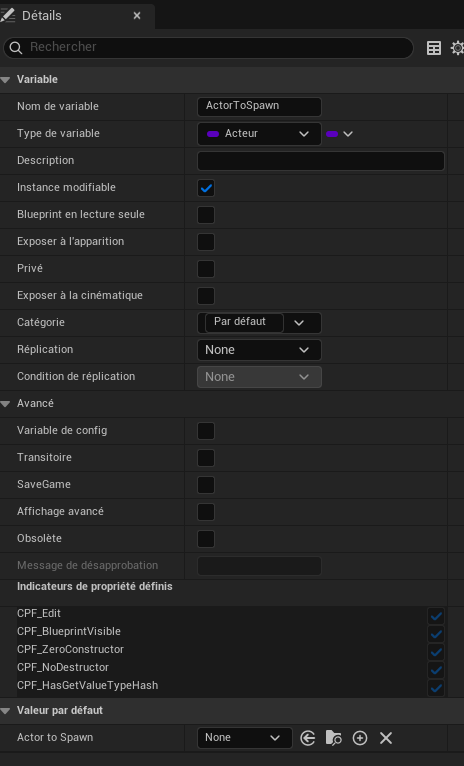 Détails
Rechercher
Variable
Nom de variable ActorToSpawn
Type de variable Acteur
Description
Instance modifiable
Blueprint en lecture seule
Exposer à l'apparition
Privé
Exposer à la cinématique
Catégorie Par défaut
Réplication None
Condition de réplication None
Avancé
Variable de config
Transitoire
SaveGame
Affichage avancé
Obsolète
Message de désapprobation
Indicateurs de propriété définis
CPF_Edit
CPF_BlueprintVisible
CPF_ZeroConstructor
CPF_NoDestructor
CPF_HasGetValueTypeHash
Valeur par défaut
Actor to Spawn None